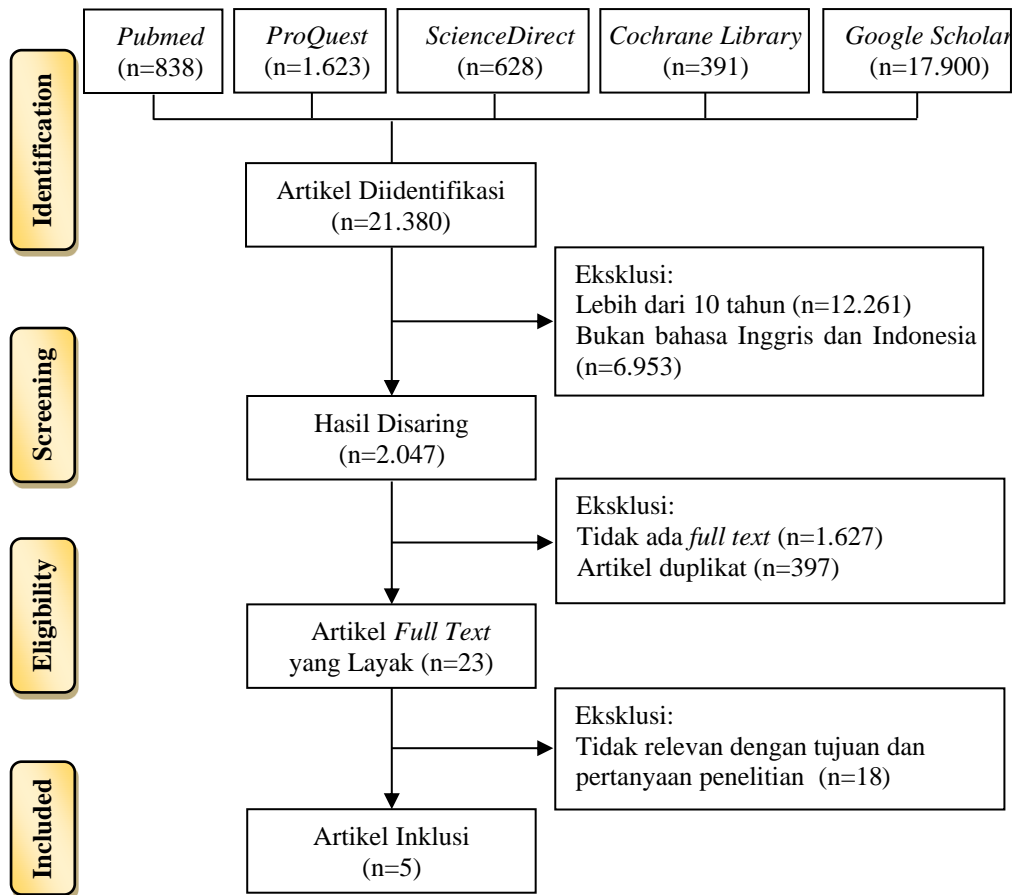 Pubmed
(n=838)
ProQuest
(n=1.623)
ScienceDirect
(n=628)
Cochrane Library
(n=391)
Google Scholar
(n=17.900)
Identification
Artikel Diidentifikasi
(n=21.380)
Eksklusi:
Lebih dari 10 tahun (n=12.261)
Bukan bahasa Inggris dan Indonesia
(n=6.953)
Screening
Hasil Disaring
(n=2.047)
Eksklusi:
Tidak ada full text (n=1.627)
Artikel duplikat (n=397)
Eligibility
Artikel Full Text
yang Layak (n=23)
Eksklusi:
Tidak relevan dengan tujuan dan
pertanyaan penelitian (n=18)
Included
Artikel Inklusi
(n=5)